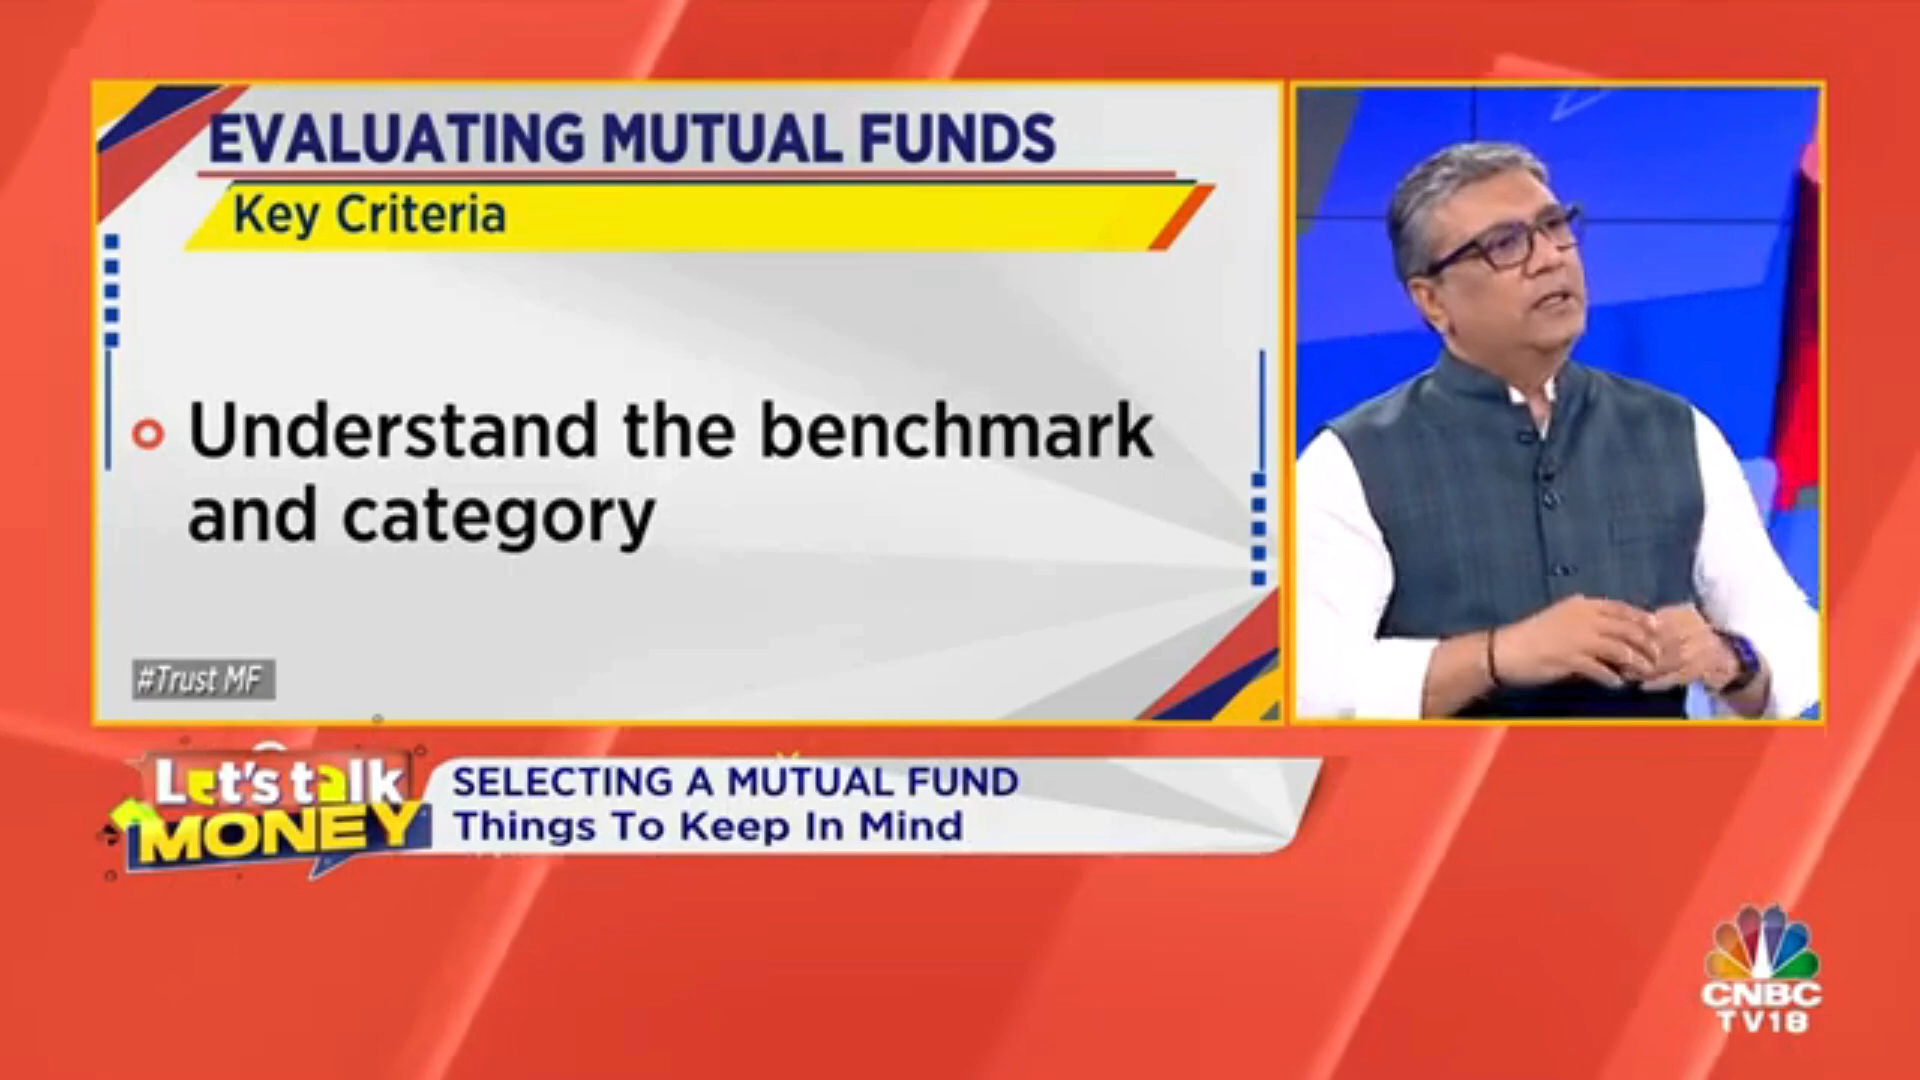 EVALUATING MUTUAL FUNDS
Key Criteria
Understand the benchmark
and category
#Trust MF
Let's talk
MONEY
SELECTING A MUTUAL FUND
Things To Keep In Mind
CNBC
TV18